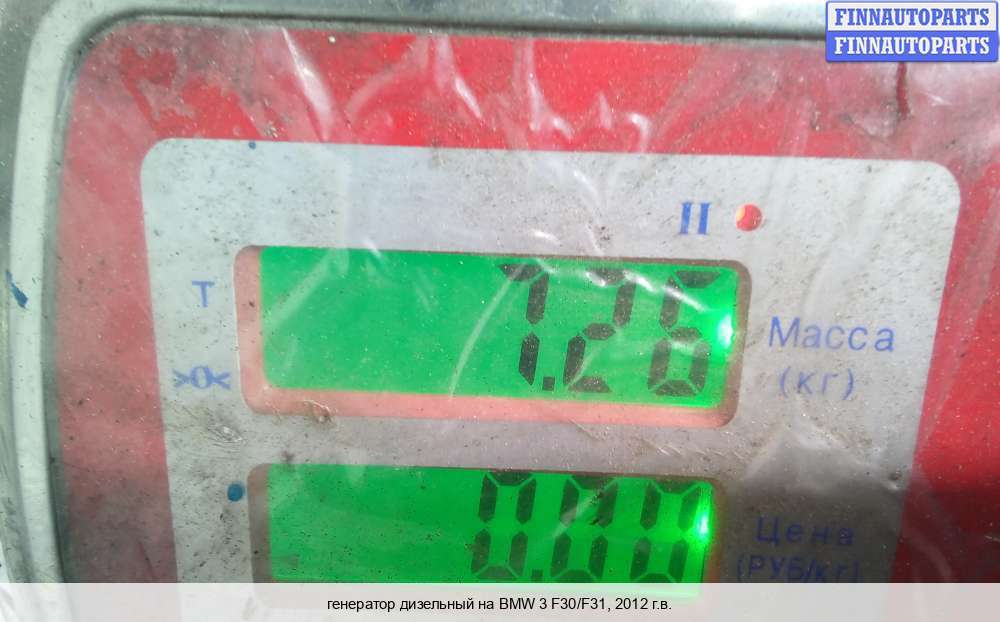 FINNAUTOPARTS
FINNAUTOPARTS
II
T
7.26
Масса
>0<
(кг)
0.00
Цена
(РУБ/кг)
генератор дизельный на BMW 3 F30/F31, 2012 г.в.